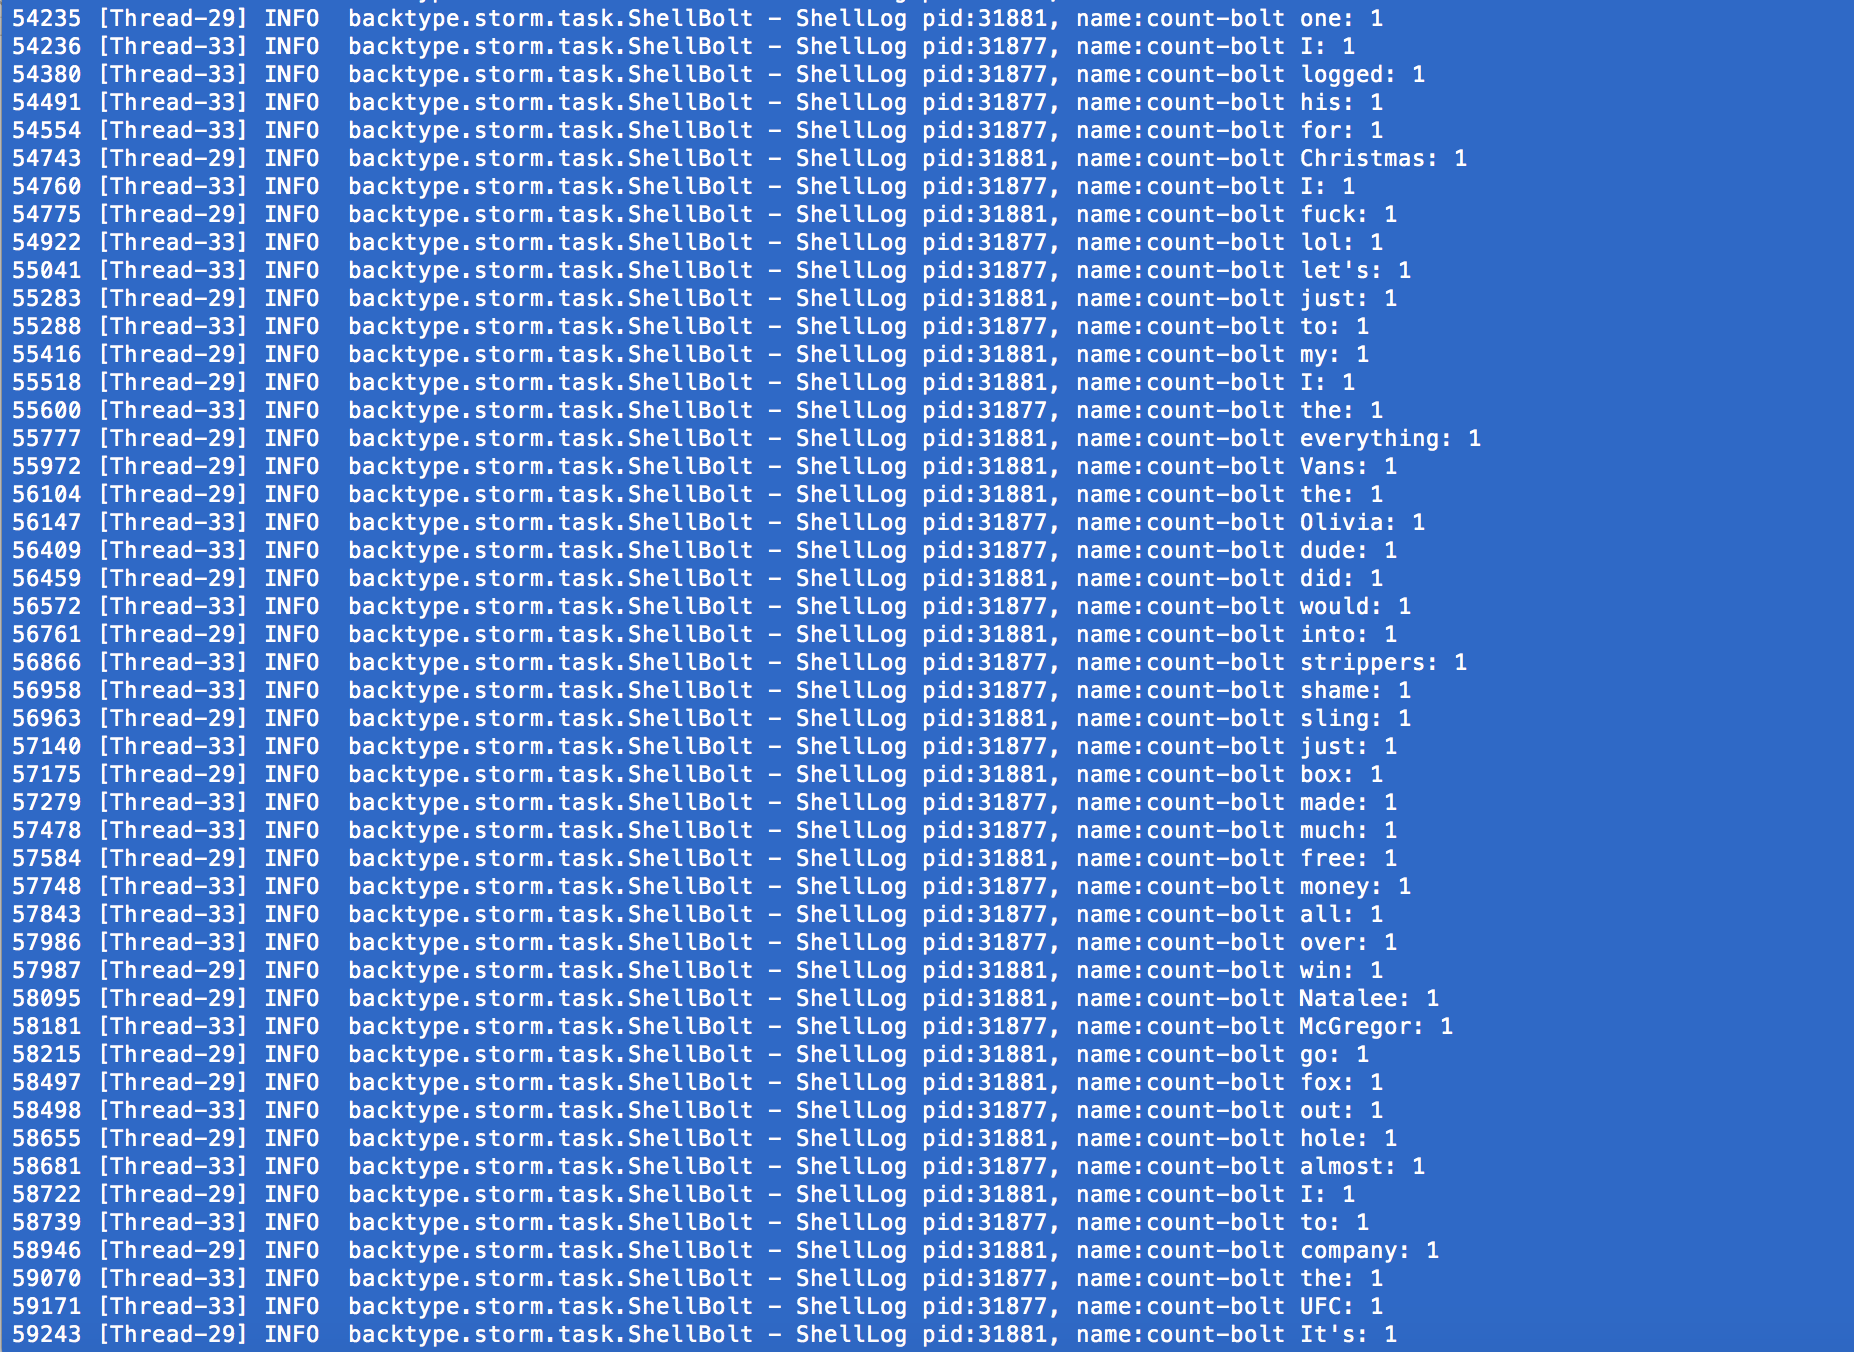 54235 [Thread-29] INFO  backtype.storm.task.ShellBolt - ShellLog pid:31881, name:count-bolt one: 1
54236 [Thread-33] INFO  backtype.storm.task.ShellBolt - ShellLog pid:31877, name:count-bolt I: 1
54380 [Thread-33] INFO  backtype.storm.task.ShellBolt - ShellLog pid:31877, name:count-bolt logged: 1
54491 [Thread-33] INFO  backtype.storm.task.ShellBolt - ShellLog pid:31877, name:count-bolt his: 1
54554 [Thread-33] INFO  backtype.storm.task.ShellBolt - ShellLog pid:31877, name:count-bolt for: 1
54743 [Thread-29] INFO  backtype.storm.task.ShellBolt - ShellLog pid:31881, name:count-bolt Christmas: 1
54760 [Thread-33] INFO  backtype.storm.task.ShellBolt - ShellLog pid:31877, name:count-bolt I: 1
54775 [Thread-29] INFO  backtype.storm.task.ShellBolt - ShellLog pid:31881, name:count-bolt fuck: 1
54922 [Thread-33] INFO  backtype.storm.task.ShellBolt - ShellLog pid:31877, name:count-bolt lol: 1
55041 [Thread-33] INFO  backtype.storm.task.ShellBolt - ShellLog pid:31877, name:count-bolt let's: 1
55283 [Thread-29] INFO  backtype.storm.task.ShellBolt - ShellLog pid:31881, name:count-bolt just: 1
55288 [Thread-33] INFO  backtype.storm.task.ShellBolt - ShellLog pid:31877, name:count-bolt to: 1
55416 [Thread-29] INFO  backtype.storm.task.ShellBolt - ShellLog pid:31881, name:count-bolt my: 1
55518 [Thread-29] INFO  backtype.storm.task.ShellBolt - ShellLog pid:31881, name:count-bolt I: 1
55600 [Thread-33] INFO  backtype.storm.task.ShellBolt - ShellLog pid:31877, name:count-bolt the: 1
55777 [Thread-29] INFO  backtype.storm.task.ShellBolt - ShellLog pid:31881, name:count-bolt everything: 1
55972 [Thread-29] INFO  backtype.storm.task.ShellBolt - ShellLog pid:31881, name:count-bolt Vans: 1
56104 [Thread-29] INFO  backtype.storm.task.ShellBolt - ShellLog pid:31881, name:count-bolt the: 1
56147 [Thread-33] INFO  backtype.storm.task.ShellBolt - ShellLog pid:31877, name:count-bolt Olivia: 1
56409 [Thread-33] INFO  backtype.storm.task.ShellBolt - ShellLog pid:31877, name:count-bolt dude: 1
56459 [Thread-29] INFO  backtype.storm.task.ShellBolt - ShellLog pid:31881, name:count-bolt did: 1
56572 [Thread-33] INFO  backtype.storm.task.ShellBolt - ShellLog pid:31877, name:count-bolt would: 1
56761 [Thread-29] INFO  backtype.storm.task.ShellBolt - ShellLog pid:31881, name:count-bolt into: 1
56866 [Thread-33] INFO  backtype.storm.task.ShellBolt - ShellLog pid:31877, name:count-bolt strippers: 1
56958 [Thread-33] INFO  backtype.storm.task.ShellBolt - ShellLog pid:31877, name:count-bolt shame: 1
56963 [Thread-29] INFO  backtype.storm.task.ShellBolt - ShellLog pid:31881, name:count-bolt sling: 1
57140 [Thread-33] INFO  backtype.storm.task.ShellBolt - ShellLog pid:31877, name:count-bolt just: 1
57175 [Thread-29] INFO  backtype.storm.task.ShellBolt - ShellLog pid:31881, name:count-bolt box: 1
57279 [Thread-33] INFO  backtype.storm.task.ShellBolt - ShellLog pid:31877, name:count-bolt made: 1
57478 [Thread-33] INFO  backtype.storm.task.ShellBolt - ShellLog pid:31877, name:count-bolt much: 1
57584 [Thread-29] INFO  backtype.storm.task.ShellBolt - ShellLog pid:31881, name:count-bolt free: 1
57748 [Thread-33] INFO  backtype.storm.task.ShellBolt - ShellLog pid:31877, name:count-bolt money: 1
57843 [Thread-33] INFO  backtype.storm.task.ShellBolt - ShellLog pid:31877, name:count-bolt all: 1
57986 [Thread-33] INFO  backtype.storm.task.ShellBolt - ShellLog pid:31877, name:count-bolt over: 1
57987 [Thread-29] INFO  backtype.storm.task.ShellBolt - ShellLog pid:31881, name:count-bolt win: 1
58095 [Thread-29] INFO  backtype.storm.task.ShellBolt - ShellLog pid:31881, name:count-bolt Natalee: 1
58181 [Thread-33] INFO  backtype.storm.task.ShellBolt - ShellLog pid:31877, name:count-bolt McGregor: 1
58215 [Thread-29] INFO  backtype.storm.task.ShellBolt - ShellLog pid:31881, name:count-bolt go: 1
58497 [Thread-29] INFO  backtype.storm.task.ShellBolt - ShellLog pid:31881, name:count-bolt fox: 1
58498 [Thread-33] INFO  backtype.storm.task.ShellBolt - ShellLog pid:31877, name:count-bolt out: 1
58655 [Thread-29] INFO  backtype.storm.task.ShellBolt - ShellLog pid:31881, name:count-bolt hole: 1
58681 [Thread-33] INFO  backtype.storm.task.ShellBolt - ShellLog pid:31877, name:count-bolt almost: 1
58722 [Thread-29] INFO  backtype.storm.task.ShellBolt - ShellLog pid:31881, name:count-bolt I: 1
58739 [Thread-33] INFO  backtype.storm.task.ShellBolt - ShellLog pid:31877, name:count-bolt to: 1
58946 [Thread-29] INFO  backtype.storm.task.ShellBolt - ShellLog pid:31881, name:count-bolt company: 1
59070 [Thread-33] INFO  backtype.storm.task.ShellBolt - ShellLog pid:31877, name:count-bolt the: 1
59171 [Thread-33] INFO  backtype.storm.task.ShellBolt - ShellLog pid:31877, name:count-bolt UFC: 1
59243 [Thread-29] INFO  backtype.storm.task.ShellBolt - ShellLog pid:31881, name:count-bolt It's: 1